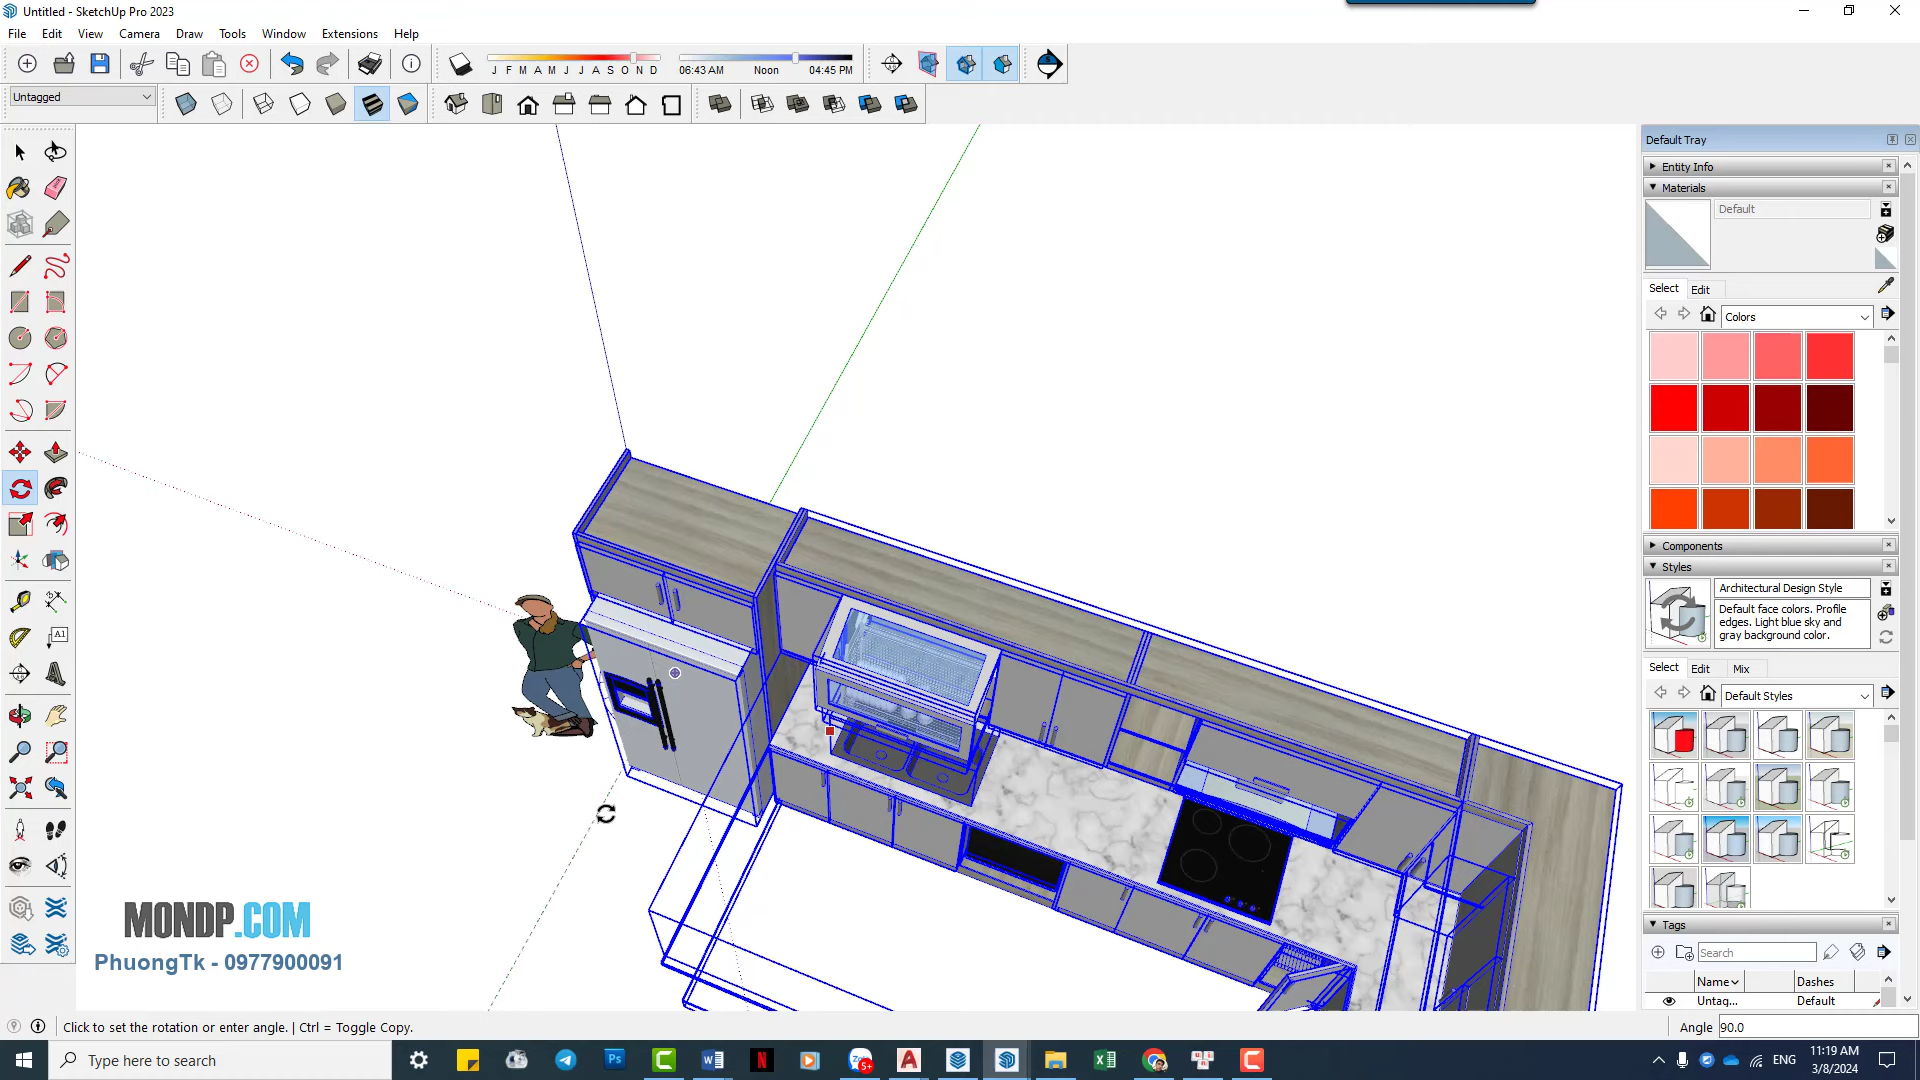 Untitled - SketchUp Pro 2023
File Edit View Camera Draw Tools Window Extensions Help
J F M A M J J A S O N D
06:43 AM Noon 04:45 PM
Untagged
Default Tray
Entity Info
Materials
Default
Select Edit
Colors
Components
Styles
Architectural Design Style
Default face colors. Profile edges. Light blue sky and gray background color.
Select Edit Mix
Default Styles
Tags
Search
Name Dashes
Untag... Default
A1
MONDP.COM
PhuongTk - 0977900091
Click to set the rotation or enter angle. | Ctrl = Toggle Copy.
Angle 90.0
Type here to search
ENG
11:19 AM
3/8/2024